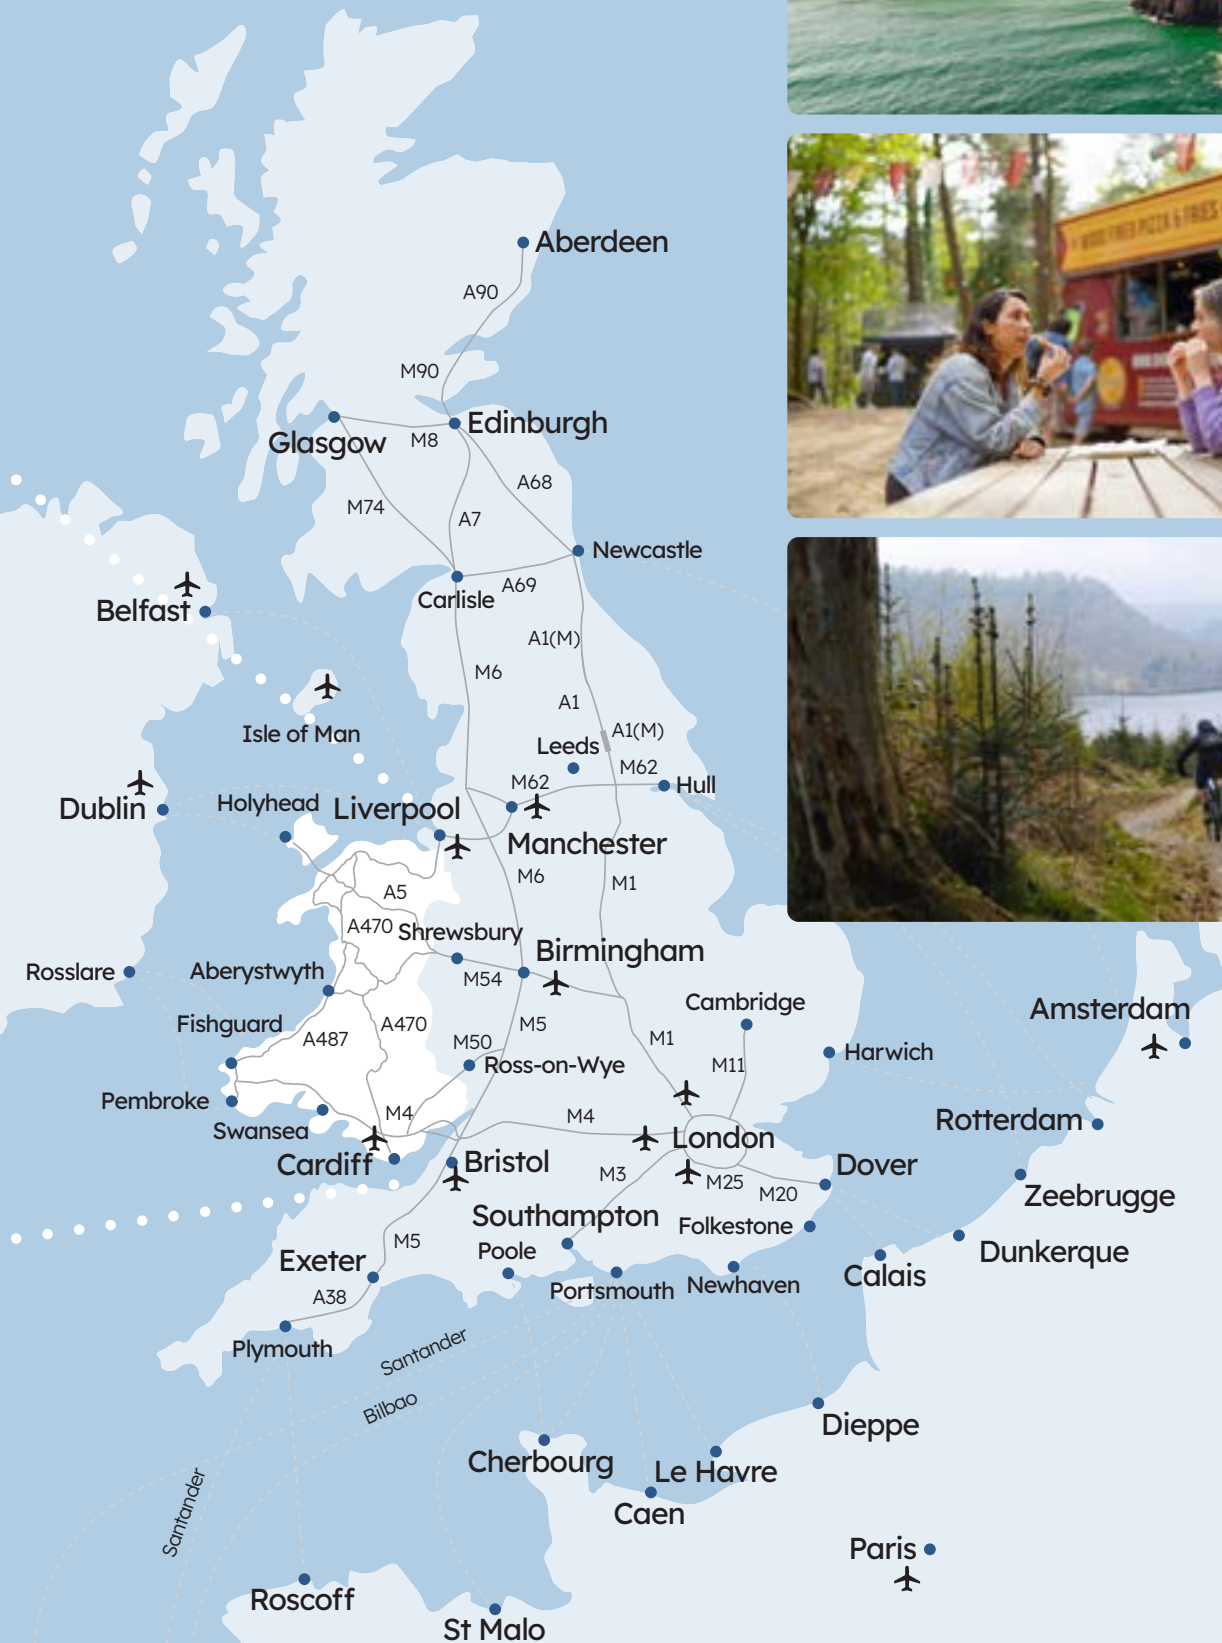 WOOD FIRED PIZZA & FRIES
Aberdeen
A90
M90
Edinburgh
Glasgow
M8
A68
M74
A7
Newcastle
A69
Carlisle
Belfast
A1(M)
M6
A1
Isle of Man
A1(M)
Leeds
M62
M62
Hull
Dublin
Holyhead
Liverpool
Manchester
M6
M1
A5
A470
Shrewsbury
Birmingham
Rosslare
Aberystwyth
M54
Cambridge
Amsterdam
Fishguard
A487
A470
M5
M50
M1
Harwich
Ross-on-Wye
M11
Pembroke
M4
M4
Rotterdam
Swansea
London
Cardiff
Bristol
M3
M25
M20
Dover
Zeebrugge
Southampton
Folkestone
M5
Poole
Dunkerque
Exeter
Calais
A38
Portsmouth
Newhaven
Plymouth
Santander
Bilbao
Dieppe
Cherbourg
Le Havre
Santander
Caen
Paris
Roscoff
St Malo